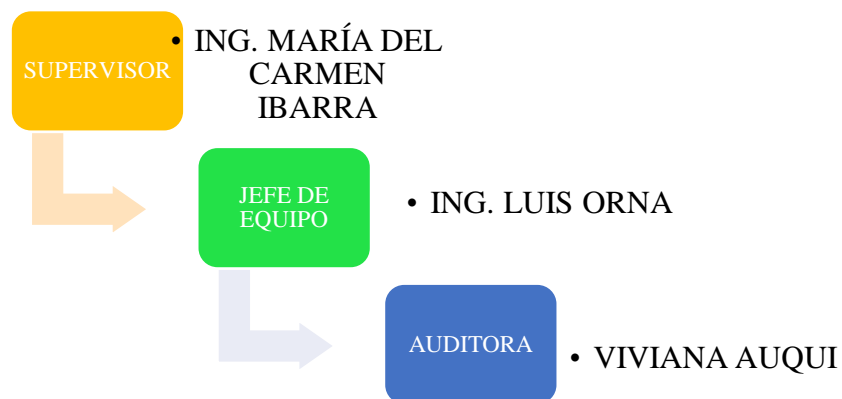 SUPERVISOR
• ING. MARÍA DEL
CARMEN
IBARRA
JEFE DE
EQUIPO
• ING. LUIS ORNA
AUDITORA
• VIVIANA AUQUI